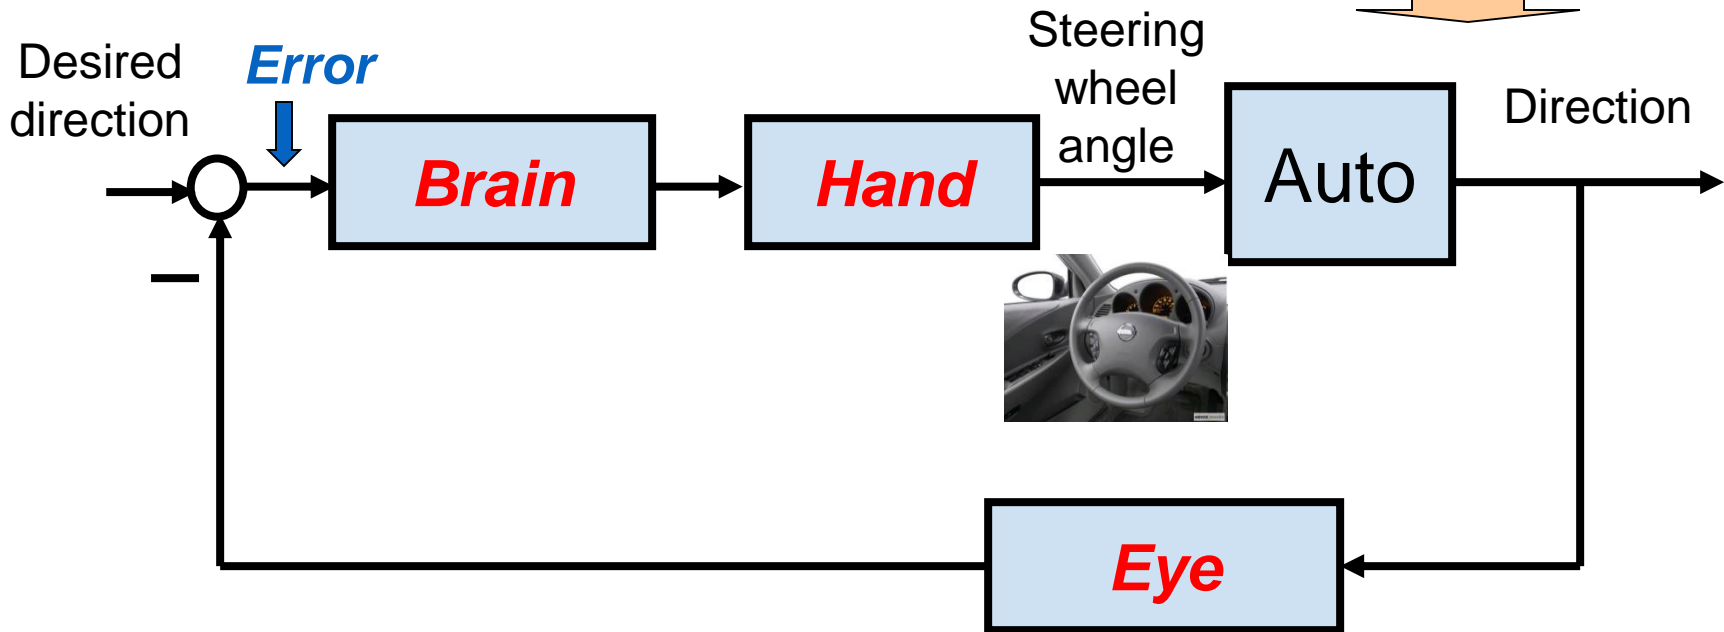 Desired
direction
Error
Brain
Hand
Steering
wheel
angle
Auto
Direction
−
Eye